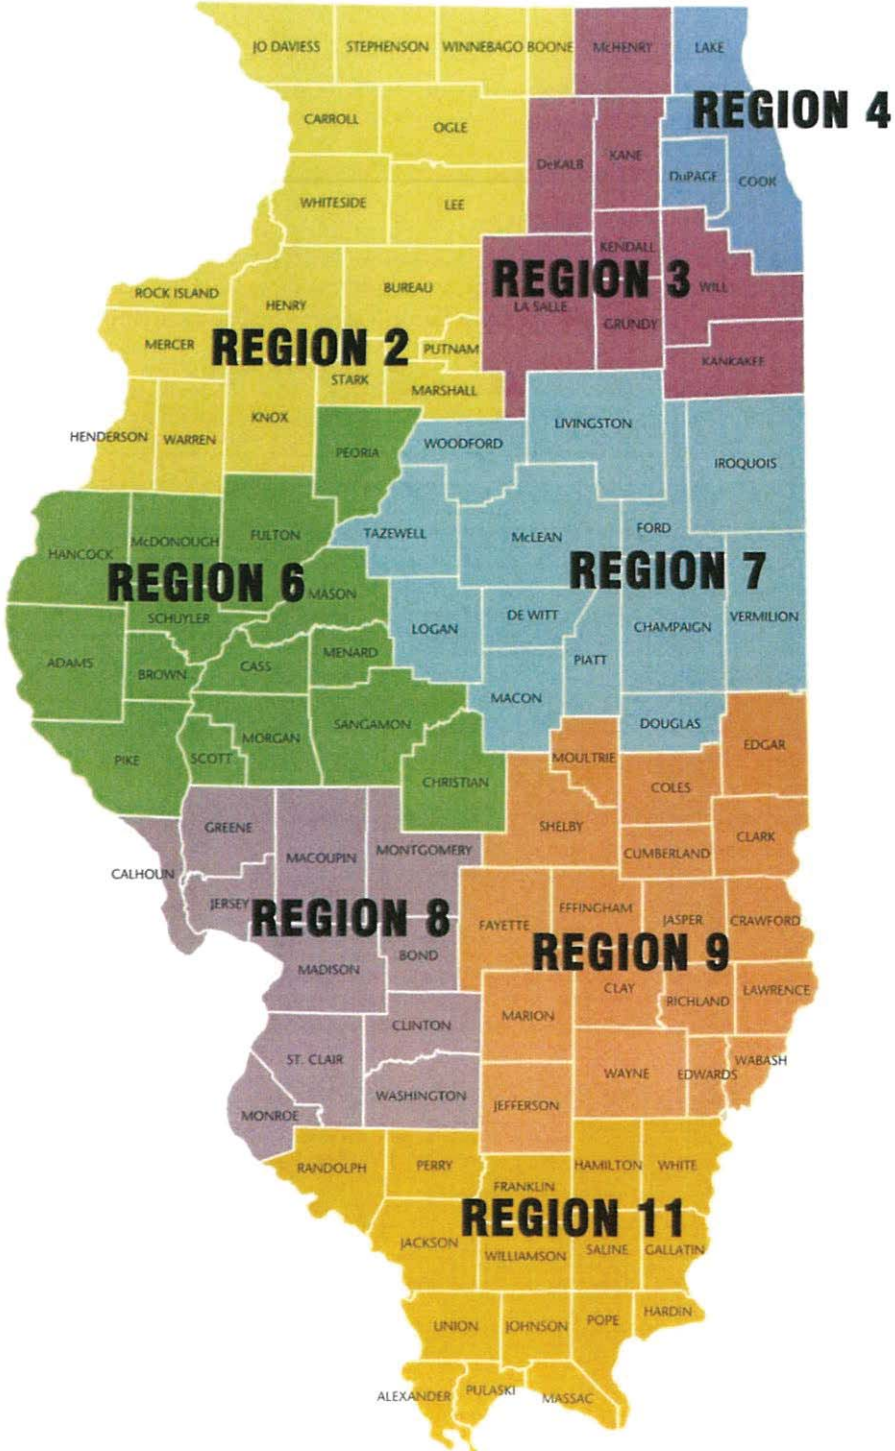 JO DAVIESS
STEPHENSON
WINNEBAGO
BOONE
McHENRY
LAKE
REGION 4
CARROLL
OGLE
DeKALB
KANE
DuPAGE
COOK
WHITESIDE
LEE
KENDALL
REGION 3
WILL
LA SALLE
GRUNDY
KANKAKEE
ROCK ISLAND
HENRY
BUREAU
MERCER
REGION 2
PUTNAM
STARK
MARSHALL
HENDERSON
WARREN
KNOX
PEORIA
WOODFORD
LIVINGSTON
IROQUOIS
HANCOCK
McDONOUGH
FULTON
TAZEWELL
McLEAN
FORD
REGION 6
MASON
REGION 7
SCHUYLER
LOGAN
DE WITT
CHAMPAIGN
VERMILION
ADAMS
BROWN
CASS
MENARD
PIATT
MACON
SANGAMON
DOUGLAS
PIKE
SCOTT
MORGAN
CHRISTIAN
MOULTRIE
EDGAR
COLES
GREENE
MACOUPIN
MONTGOMERY
SHELBY
CUMBERLAND
CLARK
CALHOUN
JERSEY
REGION 8
FAYETTE
EFFINGHAM
JASPER
CRAWFORD
BOND
REGION 9
MADISON
CLAY
RICHLAND
LAWRENCE
CLINTON
MARION
ST. CLAIR
WAYNE
EDWARDS
WABASH
WASHINGTON
JEFFERSON
MONROE
RANDOLPH
PERRY
FRANKLIN
HAMILTON
WHITE
REGION 11
JACKSON
WILLIAMSON
SALINE
GALLATIN
UNION
JOHNSON
POPE
HARDIN
ALEXANDER
PULASKI
MASSAC